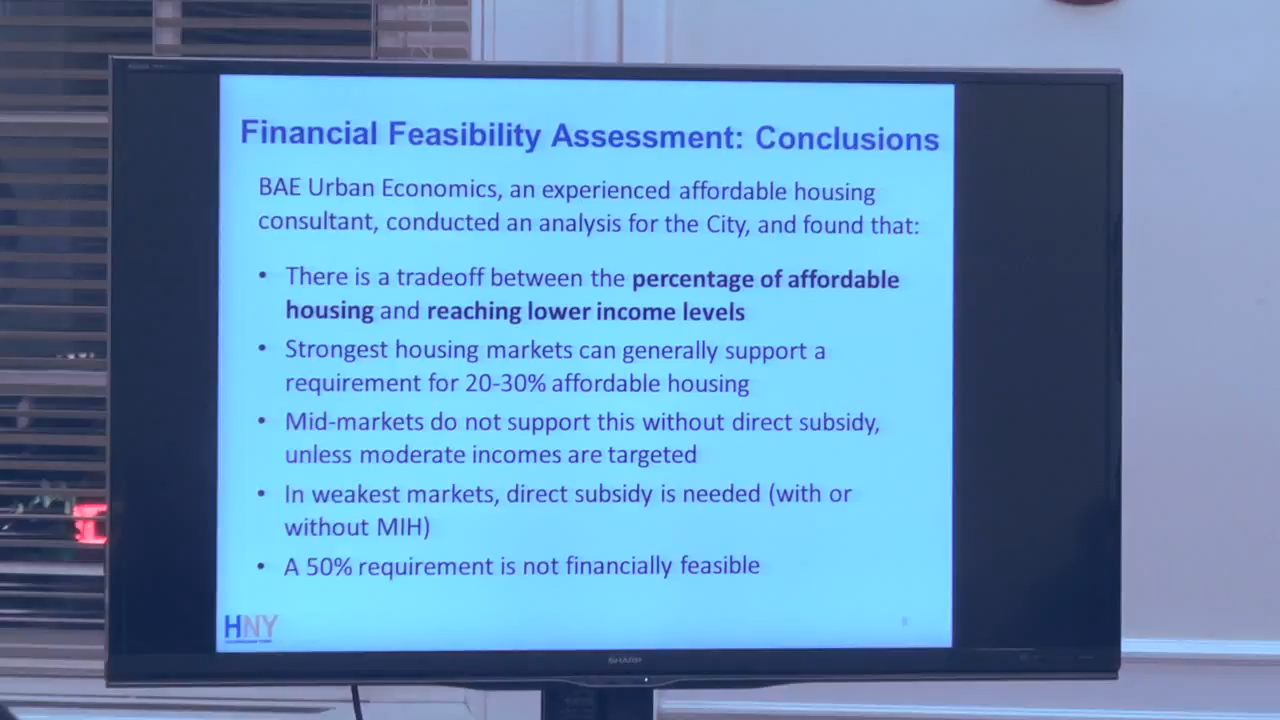 Financial Feasibility Assessment: Conclusions
BAE Urban Economics, an experienced affordable housing
consultant, conducted an analysis for the City, and found that:
• There is a tradeoff between the percentage of affordable
housing and reaching lower income levels
• Strongest housing markets can generally support a
requirement for 20-30% affordable housing
• Mid-markets do not support this without direct subsidy,
unless moderate incomes are targeted
• In weakest markets, direct subsidy is needed (with or
without MIH)
• A 50% requirement is not financially feasible
HNY
SHARP